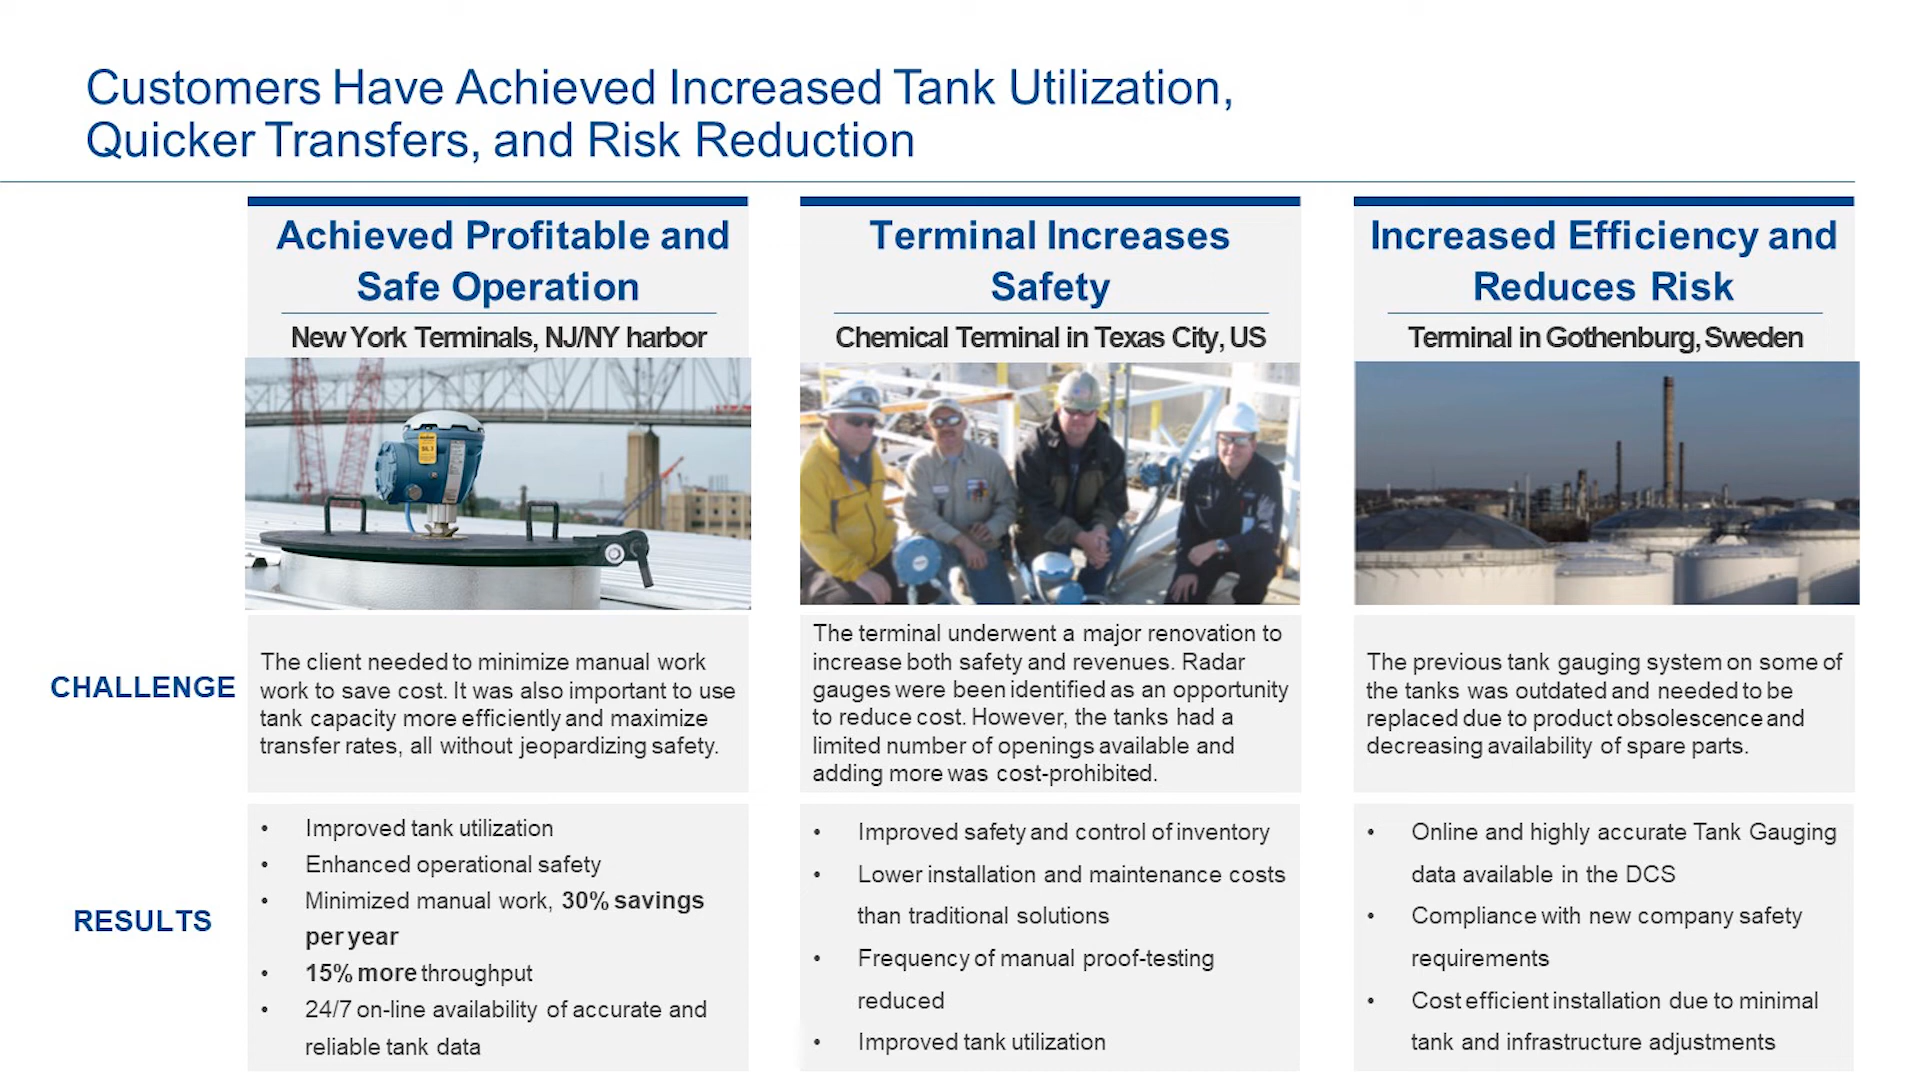 Customers Have Achieved Increased Tank Utilization,
Quicker Transfers, and Risk Reduction
Achieved Profitable and
Safe Operation
New York Terminals, NJ/NY harbor
Terminal Increases
Safety
Chemical Terminal in Texas City, US
Increased Efficiency and
Reduces Risk
Terminal in Gothenburg, Sweden
CHALLENGE
The client needed to minimize manual work
work to save cost. It was also important to use
tank capacity more efficiently and maximize
transfer rates, all without jeopardizing safety.
The terminal underwent a major renovation to
increase both safety and revenues. Radar
gauges were been identified as an opportunity
to reduce cost. However, the tanks had a
limited number of openings available and
adding more was cost-prohibited.
The previous tank gauging system on some of
the tanks was outdated and needed to be
replaced due to product obsolescence and
decreasing availability of spare parts.
RESULTS
• Improved tank utilization
• Enhanced operational safety
• Minimized manual work, 30% savings
per year
• 15% more throughput
• 24/7 on-line availability of accurate and
reliable tank data
• Improved safety and control of inventory
• Lower installation and maintenance costs
than traditional solutions
• Frequency of manual proof-testing
reduced
• Improved tank utilization
• Online and highly accurate Tank Gauging
data available in the DCS
• Compliance with new company safety
requirements
• Cost efficient installation due to minimal
tank and infrastructure adjustments